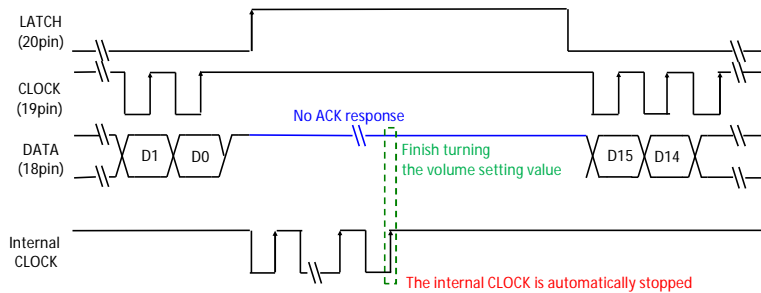 LATCH
(20pin)
CLOCK
(19pin)
No ACK response
DATA
(18pin)
D1
D0
Finish turning
the volume setting value
D15
D14
Internal
CLOCK
The internal CLOCK is automatically stopped